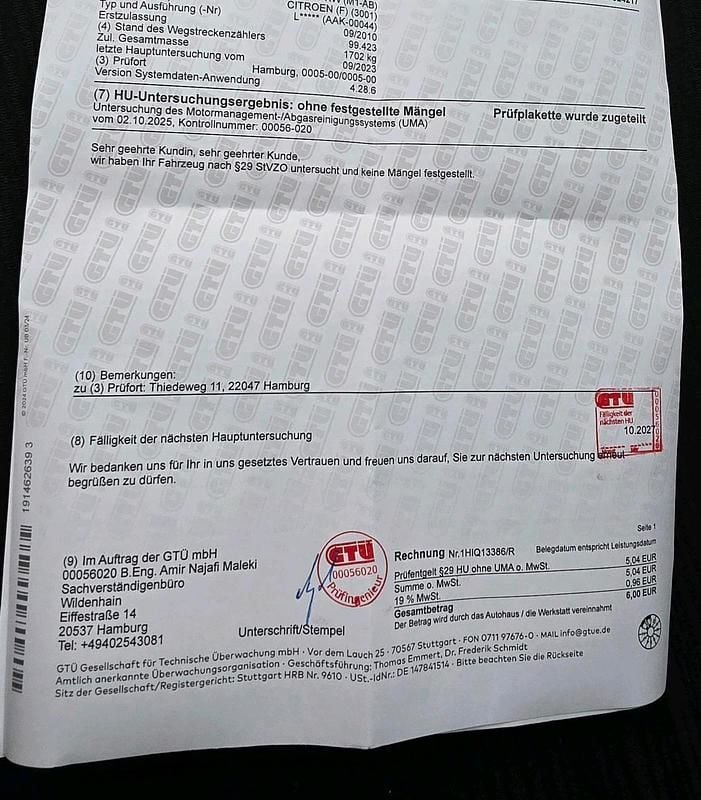 (M1-AB)
Typ und Ausführung (-Nr) CITROEN (F) (3001)
Erstzulassung L***** (AAK-00044)
(4) Stand des Wegstreckenzählers 09/2010
Zul. Gesamtmasse 99.423
letzte Hauptuntersuchung vom 1702 kg
(3) Prüfort 09/2023
Hamburg, 0005-00/0005-00
Version Systemdaten-Anwendung 4.28.6
(7) HU-Untersuchungsergebnis: ohne festgestellte Mängel Prüfplakette wurde zugeteilt
Untersuchung des Motormanagement-/Abgasreinigungssystems (UMA)
vom 02.10.2025, Kontrollnummer: 00056-020
Sehr geehrte Kundin, sehr geehrter Kunde,
wir haben Ihr Fahrzeug nach §29 StVZO untersucht und keine Mängel festgestellt.
(10) Bemerkungen:
zu (3) Prüfort: Thiedeweg 11, 22047 Hamburg
GTÜ
Fälligkeit der
nächsten HU
10.2027
(8) Fälligkeit der nächsten Hauptuntersuchung
Wir bedanken uns für Ihr in uns gesetztes Vertrauen und freuen uns darauf, Sie zur nächsten Untersuchung erneut
begrüßen zu dürfen.
191462639 3
Seite 1
(9) Im Auftrag der GTÜ mbH
00056020 B.Eng. Amir Najafi Maleki
Sachverständigenbüro
Wildenhain
Eiffestraße 14
20537 Hamburg
Tel: +49402543081
GTÜ
00056020
Prüfingenieur
Unterschrift/Stempel
Rechnung Nr.1HIQ13386/R Belegdatum entspricht Leistungsdatum
Prüfentgelt §29 HU ohne UMA o. MwSt. 5,04 EUR
Summe o. MwSt. 5,04 EUR
19 % MwSt. 0,96 EUR
Gesamtbetrag 6,00 EUR
Der Betrag wird durch das Autohaus / die Werkstatt vereinnahmt
GTÜ Gesellschaft für Technische Überwachung mbH · Vor dem Lauch 25 · 70567 Stuttgart · FON 0711 97676-0 · MAIL info@gtue.de
Amtlich anerkannte Überwachungsorganisation · Geschäftsführung: Thomas Emmert, Dr. Frederik Schmidt
Sitz der Gesellschaft/Registergericht: Stuttgart HRB Nr. 9610 · USt.-IdNr.: DE 147841514 · Bitte beachten Sie die Rückseite